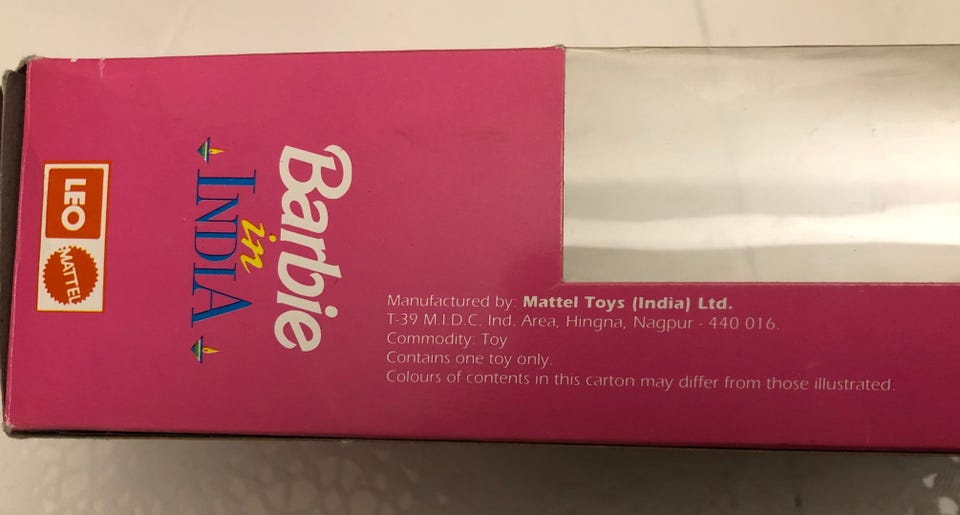 LEO
MATTEL
Barbie
in
INDIA
Manufactured by: Mattel Toys (India) Ltd.
T-39 M.I.D.C. Ind. Area, Hingna, Nagpur - 440 016.
Commodity: Toy
Contains one toy only.
Colours of contents in this carton may differ from those illustrated.